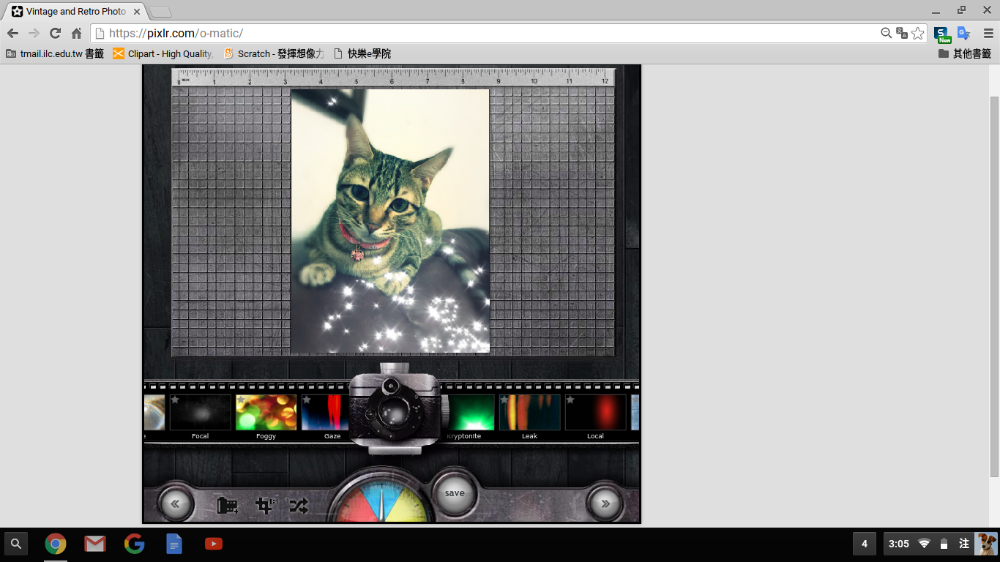 Vintage and Retro Photo
https://pixlr.com/o-matic/
New
tmail.ilc.edu.tw 書籤
Clipart - High Quality,
Scratch - 發揮想像力
快樂e學院
其他書籤
0 1 2 3 4 5 6 7 8 9 10 11 12
Focal
Foggy
Gaze
Kryptonite
Leak
Local
save
4
3:05
注